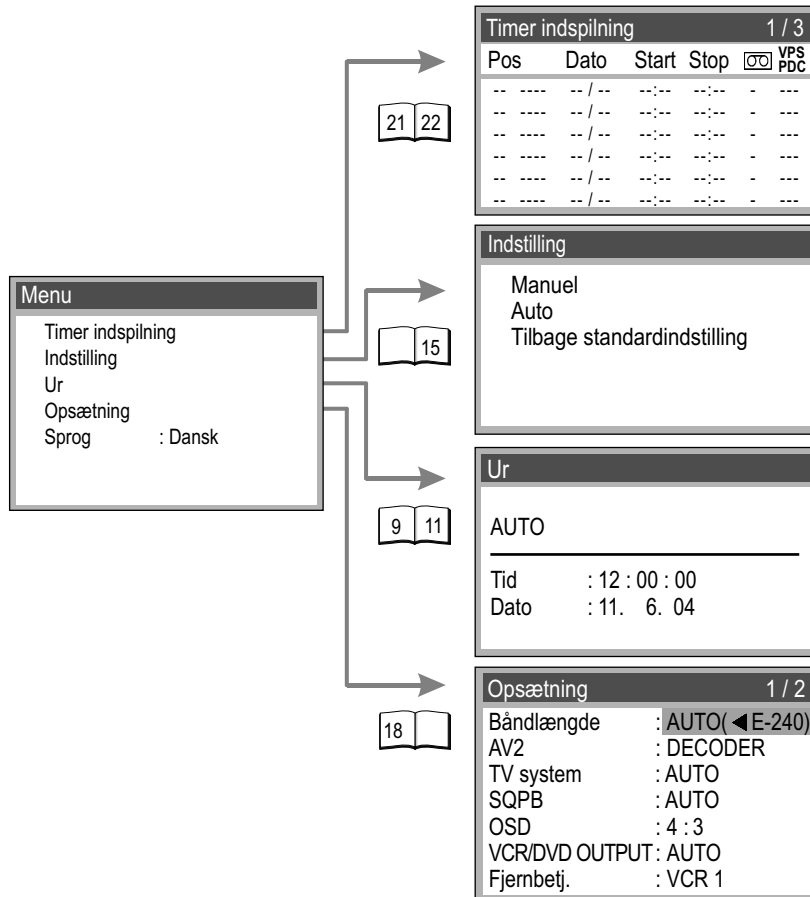 Menu
Timer indspilning
Indstilling
Ur
Opsætning
Sprog : Dansk
21 22
Timer indspilning 1 / 3
Pos Dato Start Stop VPS PDC
-- ---- -- / -- --:-- --:-- - ---
-- ---- -- / -- --:-- --:-- - ---
-- ---- -- / -- --:-- --:-- - ---
-- ---- -- / -- --:-- --:-- - ---
-- ---- -- / -- --:-- --:-- - ---
-- ---- -- / -- --:-- --:-- - ---
15
Indstilling
Manuel
Auto
Tilbage standardindstilling
9 11
Ur
AUTO
Tid : 12 : 00 : 00
Dato : 11. 6. 04
18
Opsætning 1 / 2
Båndlængde : AUTO(◀E-240)
AV2 : DECODER
TV system : AUTO
SQPB : AUTO
OSD : 4 : 3
VCR/DVD OUTPUT : AUTO
Fjernbetj. : VCR 1